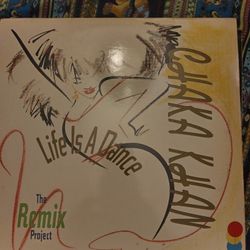 CHAKA KHAN
Life Is A Dance
The
Remix
Project